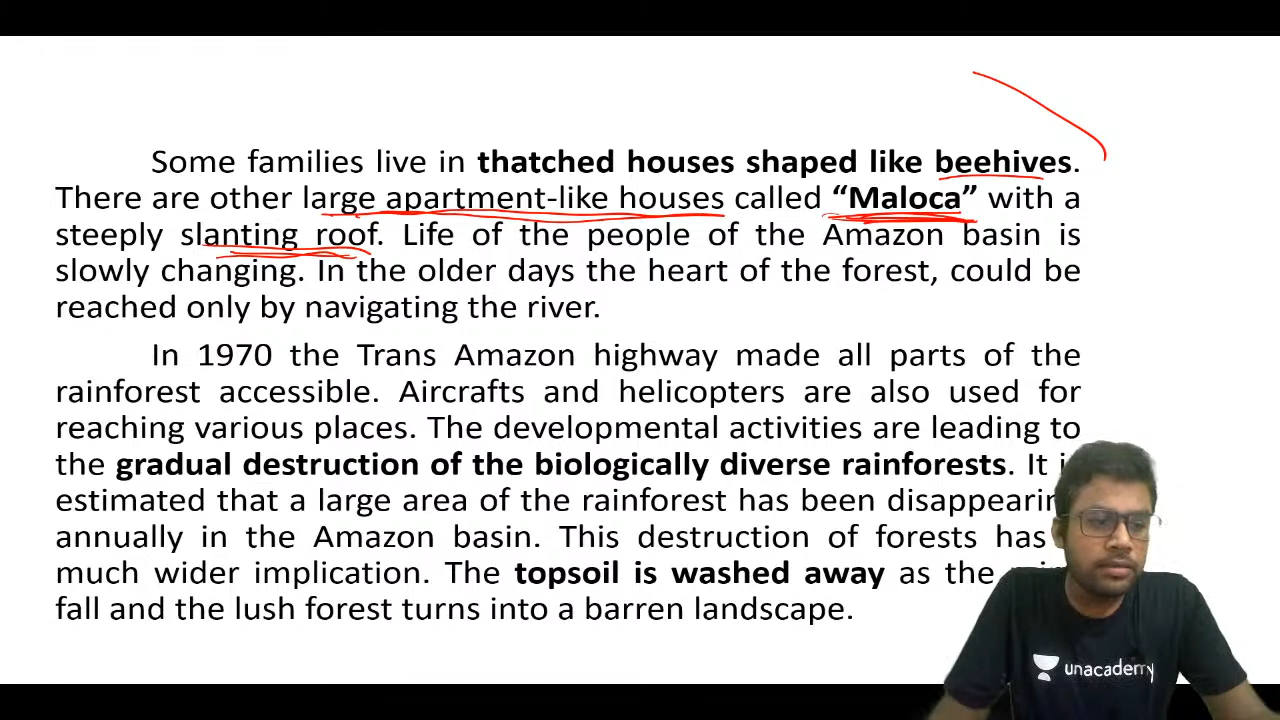 Some families live in thatched houses shaped like beehives.
There are other large apartment-like houses called “Maloca” with a
steeply slanting roof. Life of the people of the Amazon basin is
slowly changing. In the older days the heart of the forest, could be
reached only by navigating the river.
In 1970 the Trans Amazon highway made all parts of the
rainforest accessible. Aircrafts and helicopters are also used for
reaching various places. The developmental activities are leading to
the gradual destruction of the biologically diverse rainforests. It
estimated that a large area of the rainforest has been
annually in the Amazon basin. This destruction of forests has
much wider implication. The topsoil is washed away as the
fall and the lush forest turns into a barren landscape.
unacademy